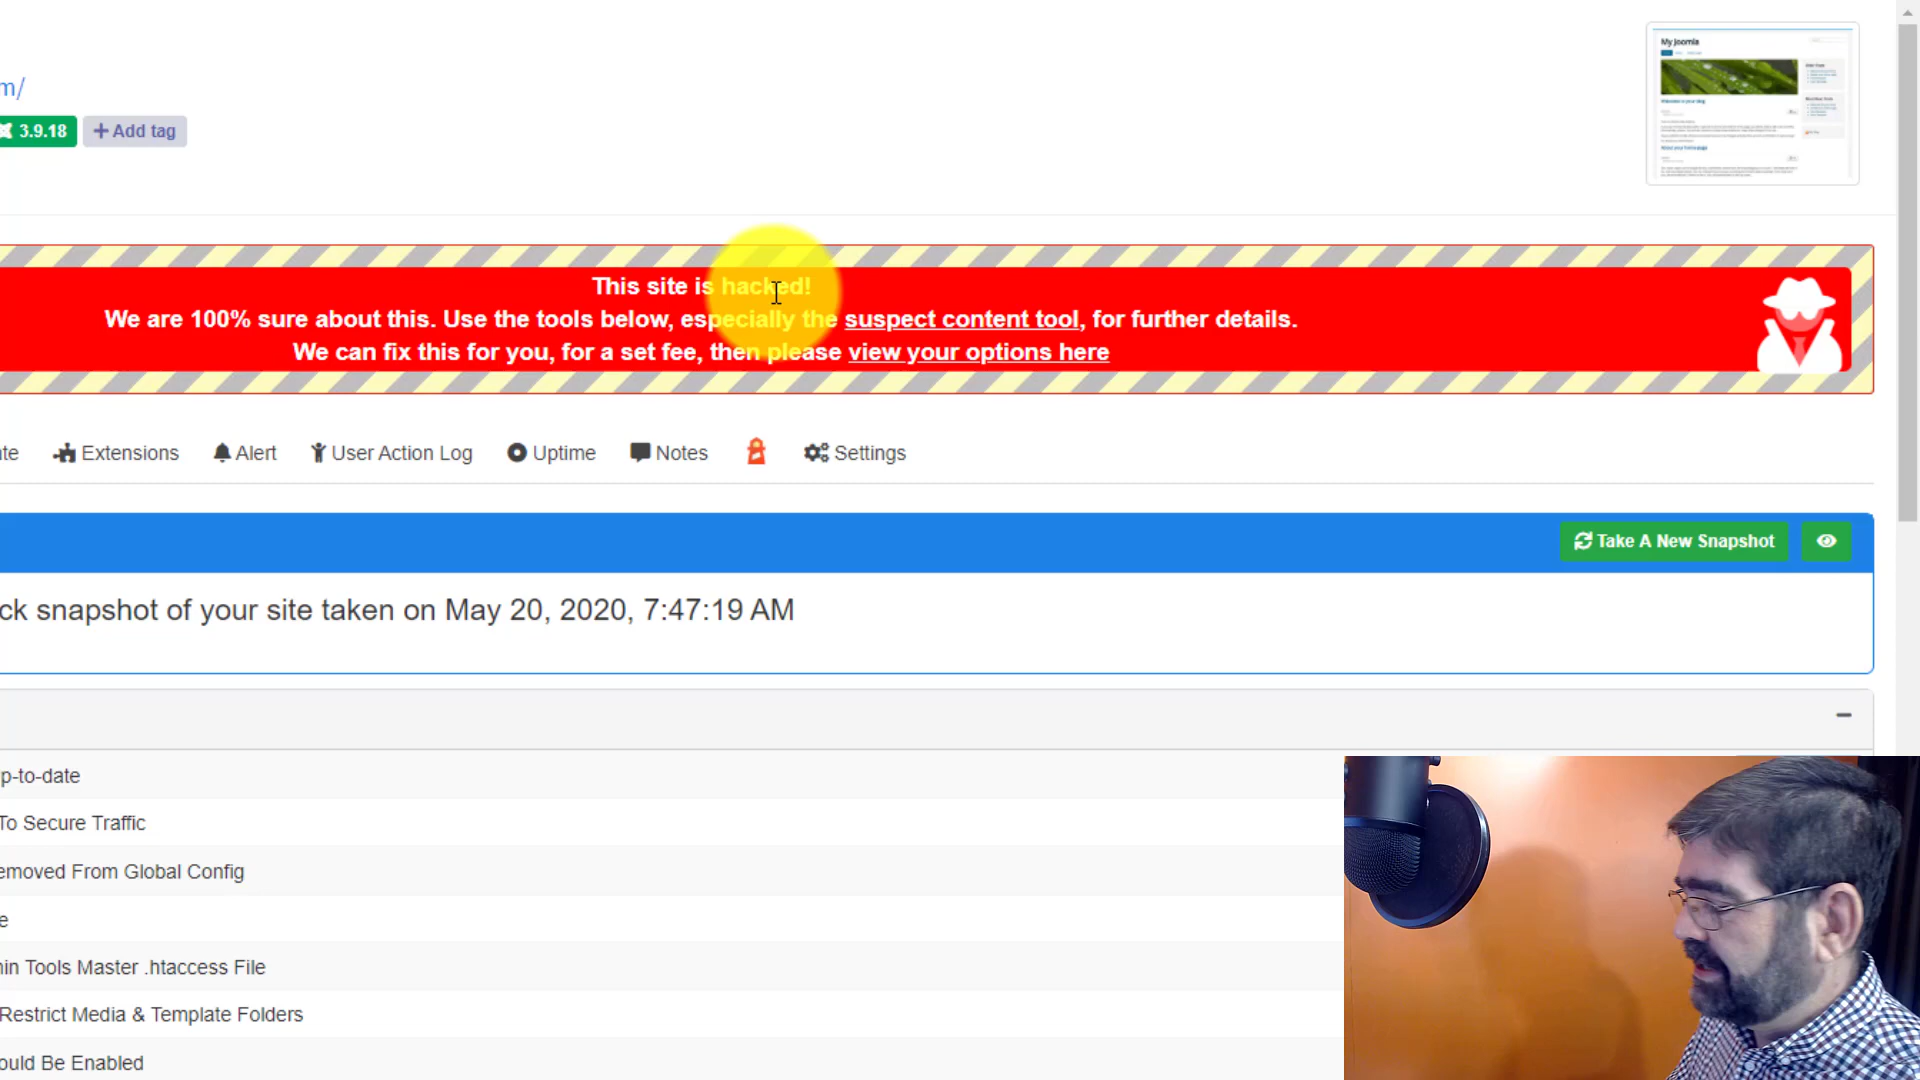 My Joomla
m/
3.9.18
+ Add tag
This site is hacked!
We are 100% sure about this. Use the tools below, especially the suspect content tool, for further details.
We can fix this for you, for a set fee, then please view your options here
te Extensions Alert User Action Log Uptime Notes Settings
Take A New Snapshot
ck snapshot of your site taken on May 20, 2020, 7:47:19 AM
p-to-date
To Secure Traffic
emoved From Global Config
e
in Tools Master .htaccess File
Restrict Media & Template Folders
ould Be Enabled